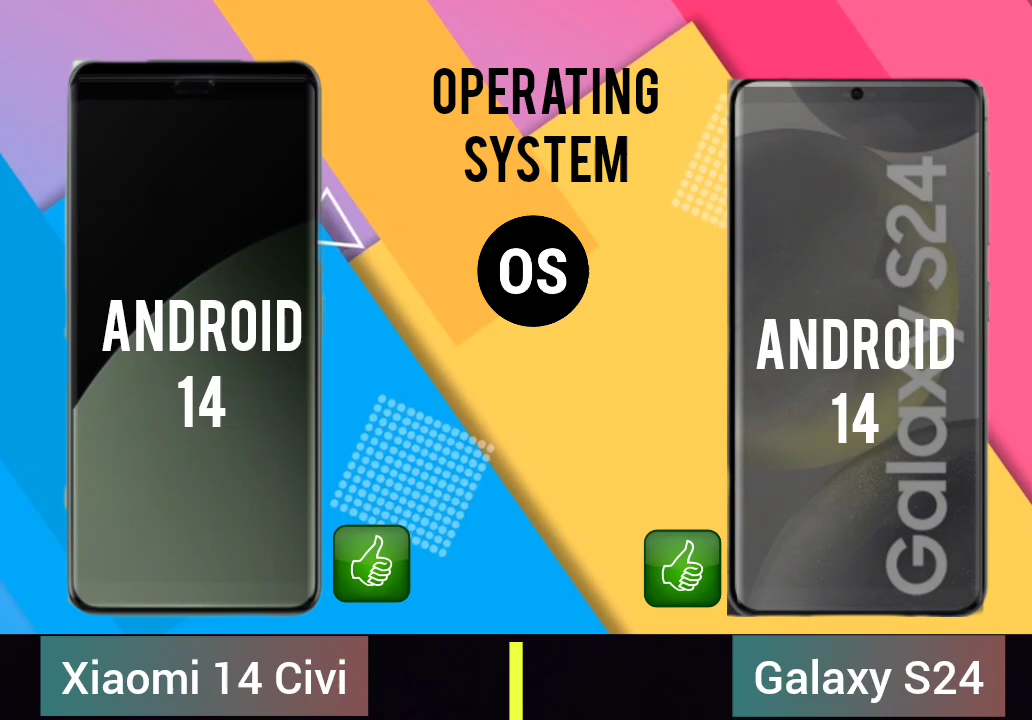 OPERATING
SYSTEM
OS
ANDROID
14
ANDROID
14
Galaxy S24
Xiaomi 14 Civi
Galaxy S24